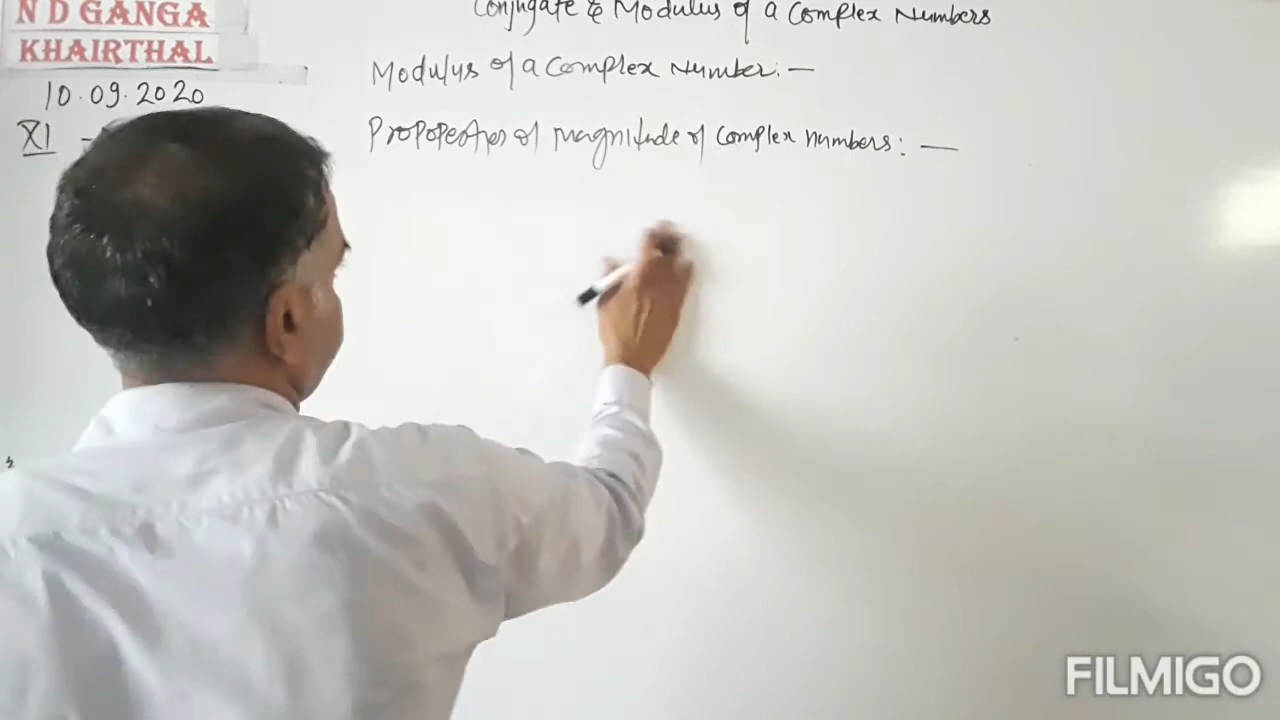 N D GANGA
KHAIRTHAL
10.09.2020
XI -
Conjugate & Modulus of a Complex Numbers
Modulus of a Complex Number:-
Propoperties of Magnitude of Complex Numbers:-
FILMIGO